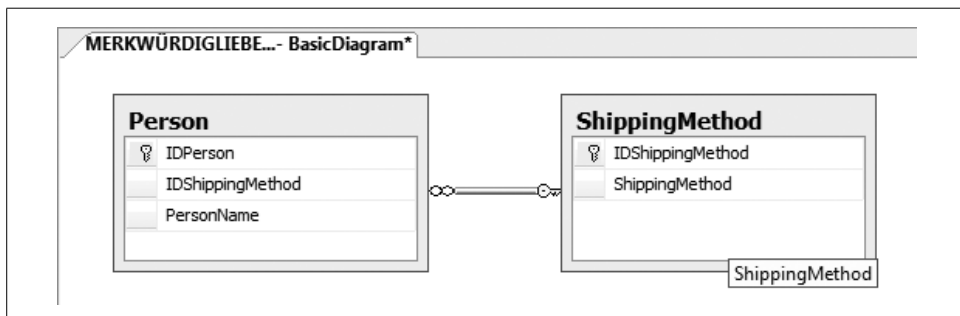 MERKWÜRDIGLIEBE...- BasicDiagram*
Person
IDPerson
IDShippingMethod
PersonName
ShippingMethod
IDShippingMethod
ShippingMethod
ShippingMethod